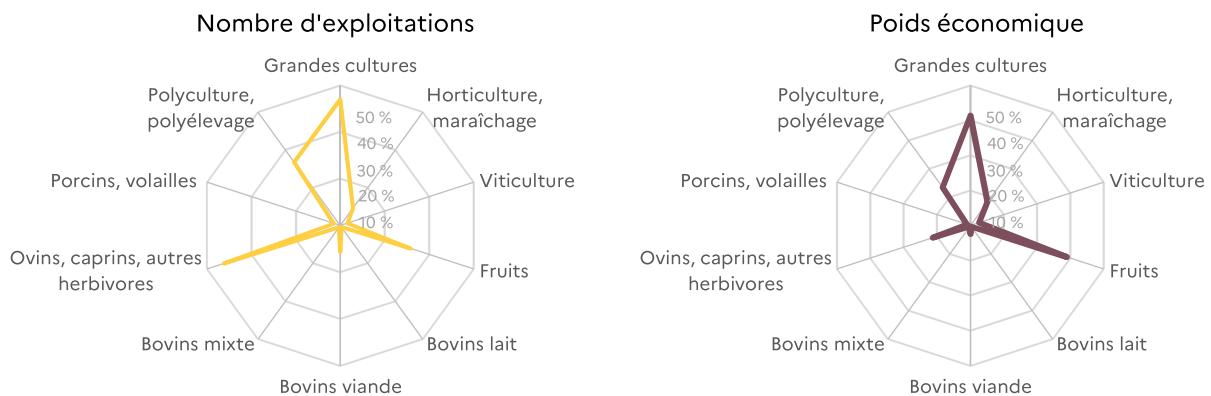 Nombre d'exploitations
Grandes cultures
Polyculture,
polyélevage
Horticulture,
maraîchage
50 %
40 %
30 %
20 %
10 %
Porcins, volailles
Viticulture
Ovins, caprins, autres
herbivores
Fruits
Bovins mixte
Bovins lait
Bovins viande
Poids économique
Grandes cultures
Polyculture,
polyélevage
Horticulture,
maraîchage
50 %
40 %
30 %
20 %
10 %
Porcins, volailles
Viticulture
Ovins, caprins, autres
herbivores
Fruits
Bovins mixte
Bovins lait
Bovins viande